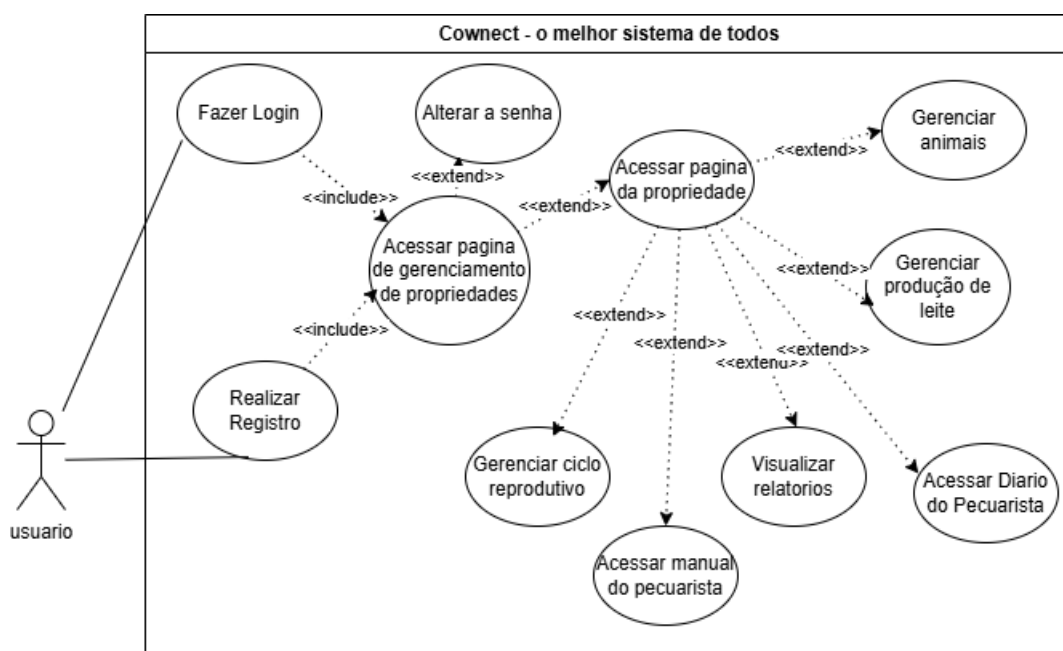 Cownect - o melhor sistema de todos
Fazer Login
Alterar a senha
Gerenciar
animais
Acessar pagina
da propriedade
<<extend>>
<<extend>>
<<include>>
<<extend>>
Acessar pagina
de gerenciamento
de propriedades
<<extend>>
Gerenciar
produção de
leite
<<include>>
<<extend>>
<<extend>>
<<extend>>
<<extend>>
Realizar
Registro
Gerenciar ciclo
reprodutivo
Visualizar
relatorios
Acessar Diario
do Pecuarista
usuario
Acessar manual
do pecuarista